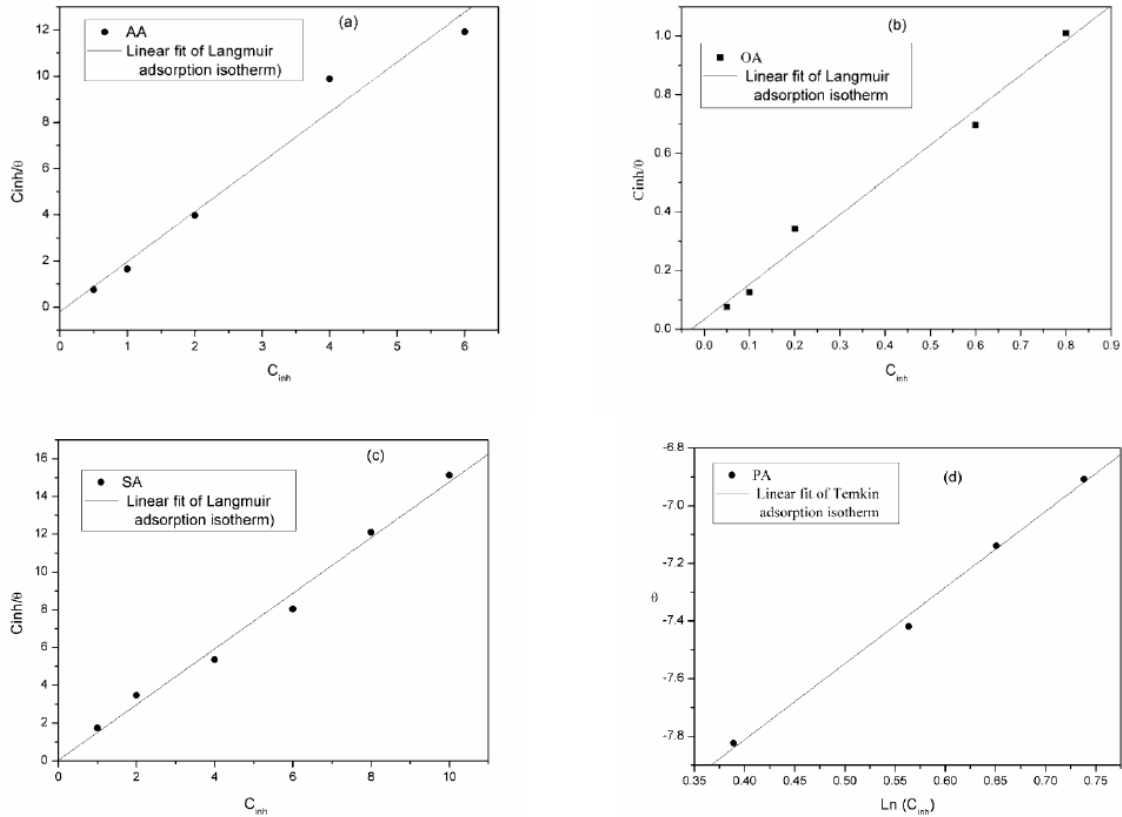 (a)
AA
Linear fit of Langmuir
adsorption isotherm)
12
10
8
6
4
2
0
Cinh/θ
0 1 2 3 4 5 6
C_inh
(b)
OA
Linear fit of Langmuir
adsorption isotherm
1.0
0.8
0.6
0.4
0.2
0.0
Cinh/θ
0.0 0.1 0.2 0.3 0.4 0.5 0.6 0.7 0.8 0.9
C_inh
(c)
SA
Linear fit of Langmuir
adsorption isotherm)
16
14
12
10
8
6
4
2
0
Cinh/θ
0 2 4 6 8 10
C_inh
(d)
PA
Linear fit of Temkin
adsorption isotherm
-6.8
-7.0
-7.2
-7.4
-7.6
-7.8
θ
0.35 0.40 0.45 0.50 0.55 0.60 0.65 0.70 0.75
Ln (C_inh)